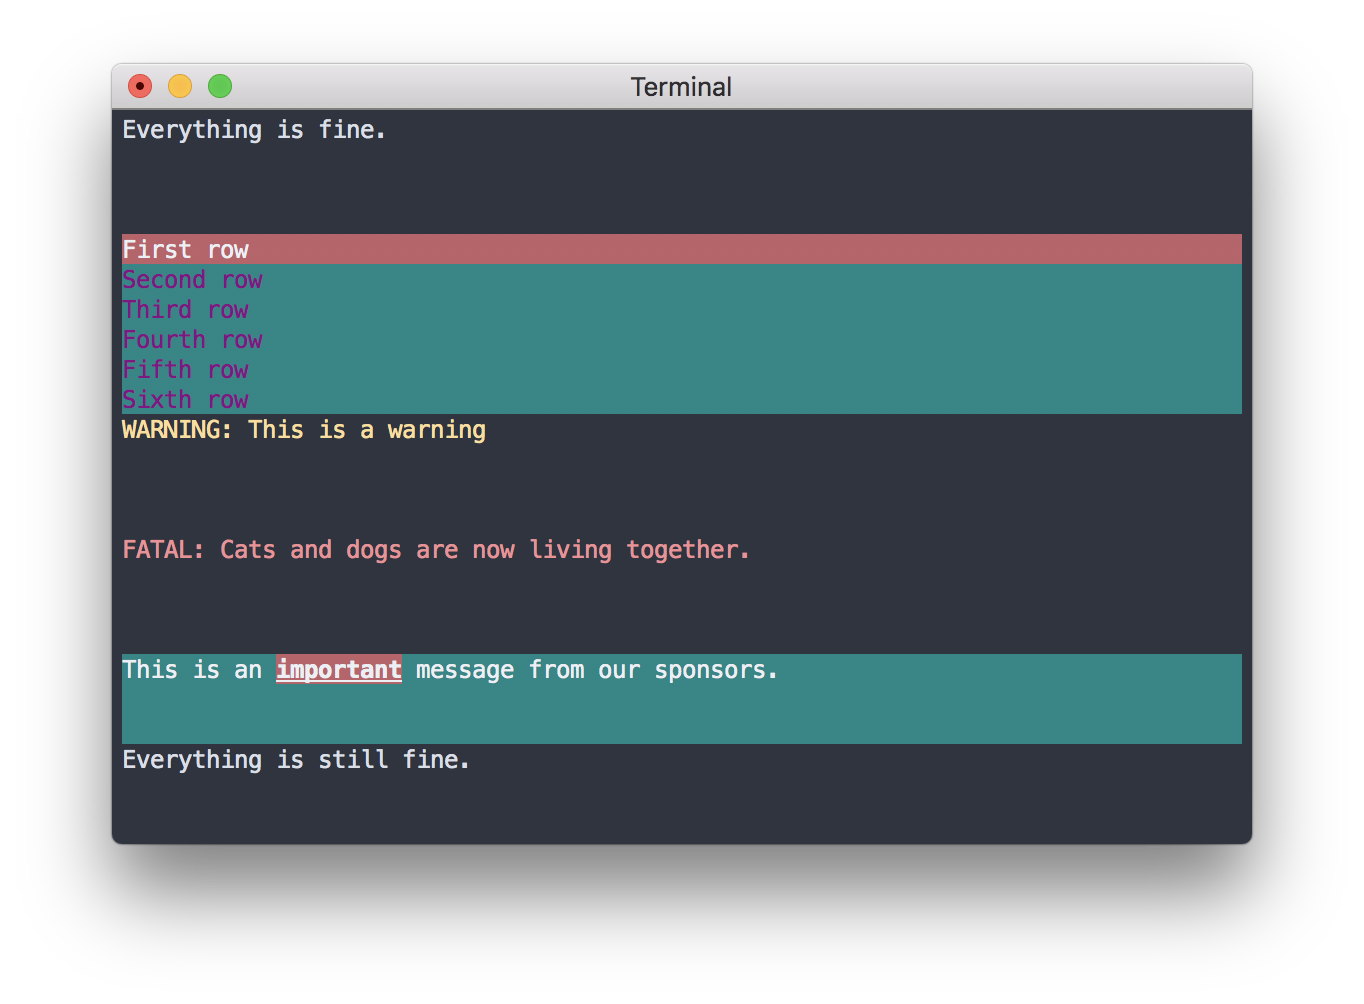 Terminal
Everything is fine.
First row
Second row
Third row
Fourth row
Fifth row
Sixth row
WARNING: This is a warning
FATAL: Cats and dogs are now living together.
This is an important message from our sponsors.
Everything is still fine.